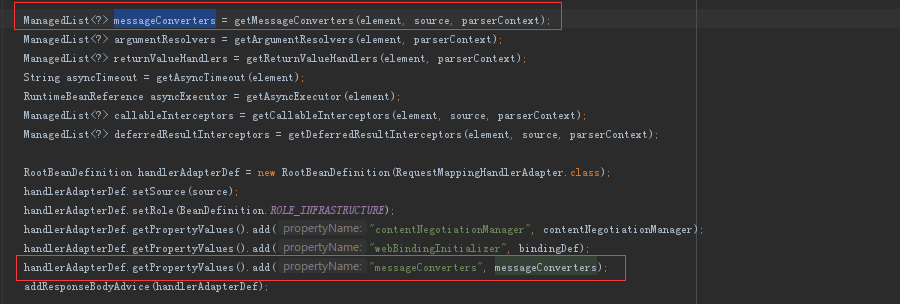 ManagedList<?> messageConverters = getMessageConverters(element, source, parserContext);
ManagedList<?> argumentResolvers = getArgumentResolvers(element, parserContext);
ManagedList<?> returnValueHandlers = getReturnValueHandlers(element, parserContext);
String asyncTimeout = getAsyncTimeout(element);
RuntimeBeanReference asyncExecutor = getAsyncExecutor(element);
ManagedList<?> callableInterceptors = getCallableInterceptors(element, source, parserContext);
ManagedList<?> deferredResultInterceptors = getDeferredResultInterceptors(element, source, parserContext);
RootBeanDefinition handlerAdapterDef = new RootBeanDefinition(RequestMappingHandlerAdapter.class);
handlerAdapterDef.setSource(source);
handlerAdapterDef.setRole(BeanDefinition.ROLE_INFRASTRUCTURE);
handlerAdapterDef.getPropertyValues().add( propertyName: "contentNegotiationManager", contentNegotiationManager);
handlerAdapterDef.getPropertyValues().add( propertyName: "webBindingInitializer", bindingDef);
handlerAdapterDef.getPropertyValues().add( propertyName: "messageConverters", messageConverters);
addResponseBodyAdvice(handlerAdapterDef);